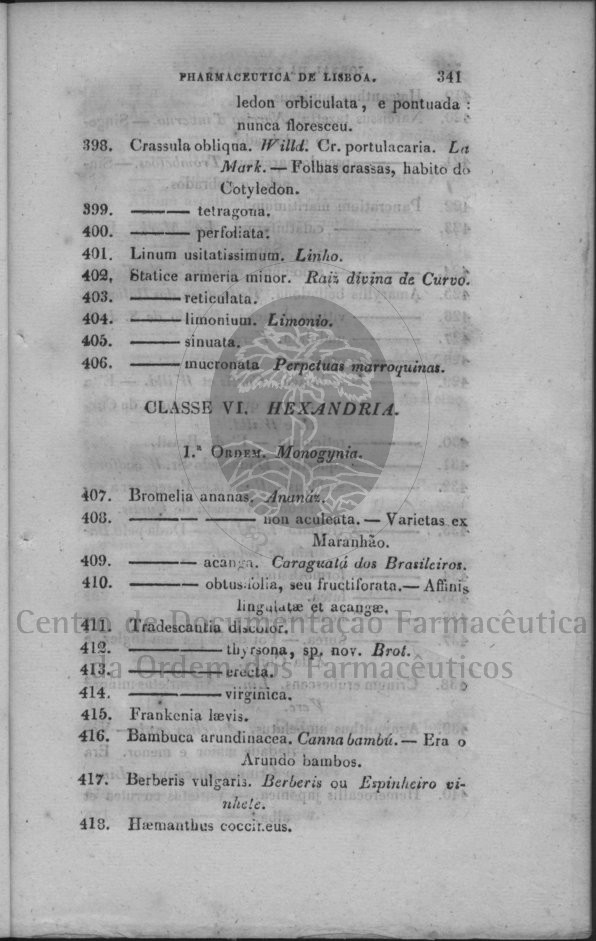 PHARMACEUTICA DE LISBOA. 341
ledon orbiculata, e pontuada:
nunca floresceu.
398. Crassula obliqna. Willd. Cr. portulacaria. La
Mark. — Folhas crassas, habito do
Cotyledon.
399. ——— tetragona.
400. ——— perfoliata.
401. Linum usitatissimum. Linho.
402. Statice armeria minor. Raiz divina de Curvo.
403. ——— reticulata.
404. ——— limonium. Limonio.
405. ——— sinuata.
406. ——— mucronata Perpetuas marroquinas.
CLASSE VI. HEXANDRIA.
1.ª ORDEM. Monogynia.
407. Bromelia ananas. Ananáz.
408. ——— ——— non aculeata. — Varietas ex
Maranhão.
409. ——— acanga. Caraguatá dos Brasileiros.
410. ——— obtusifolia, seu fructiforata. — Affinis
lingulatæ et acangæ.
Centro de Documentação Farmacêutica
411. Tradescantia discolor.
412. ——— thyrsona, sp. nov. Brot.
da Ordem dos Farmacêuticos
413. ——— erecta.
414. ——— virginica.
415. Frankenia lævis.
416. Bambuca arundinacea. Canna bambú. — Era o
Arundo bambos.
417. Berberis vulgaris. Berberis ou Espinheiro vi-
nhete.
418. Hæmanthus coccineus.